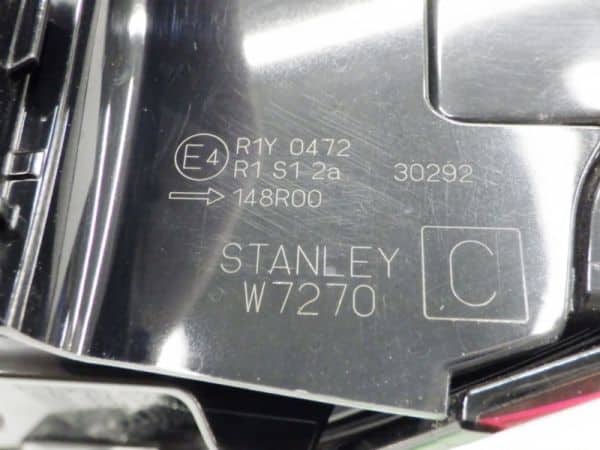 E4 R1Y 0472
R1 S1 2a 30292
148R00
STANLEY
W7270
C